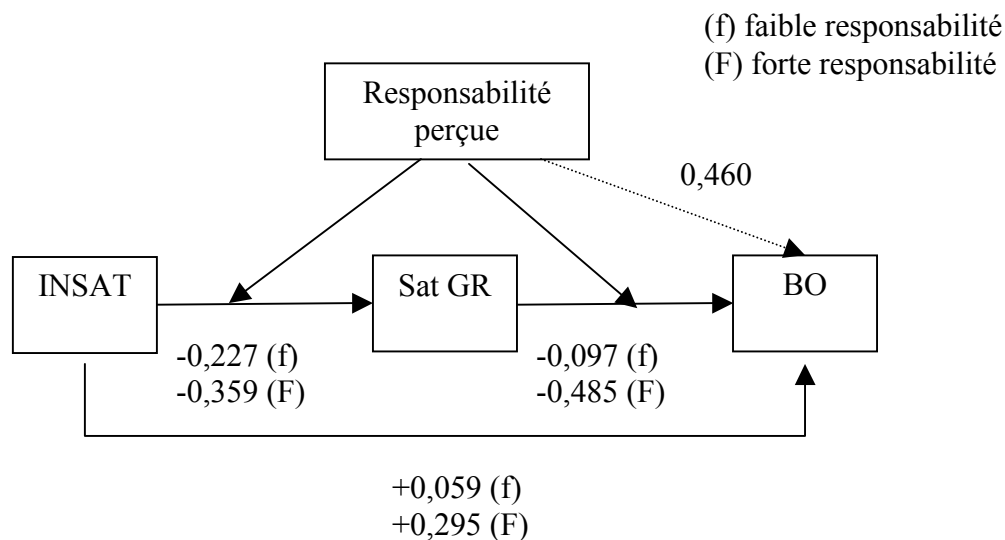 (f) faible responsabilité
(F) forte responsabilité
Responsabilité
perçue
0,460
INSAT
Sat GR
BO
-0,227 (f)
-0,359 (F)
-0,097 (f)
-0,485 (F)
+0,059 (f)
+0,295 (F)